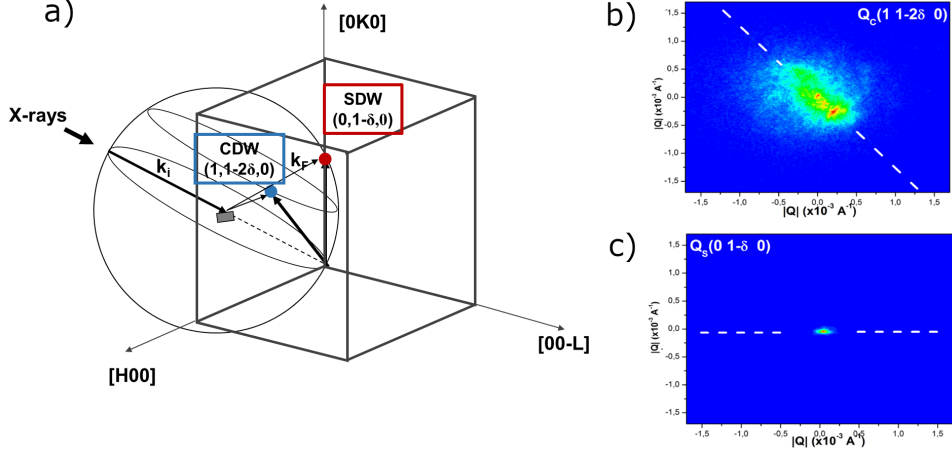 a)
[0K0]
X-rays
SDW
(0,1-δ,0)
CDW
(1,1-2δ,0)
k_F
k_i
[00-L]
[H00]
b)
Q_C(1 1-2δ 0)
|Q| (x10⁻³ A⁻¹)
1,5
1,0
0,5
0,0
-0,5
-1,0
-1,5
-1,5 -1,0 -0,5 0,0 0,5 1,0 1,5
|Q| (x10⁻³ A⁻¹)
c)
Q_S(0 1-δ 0)
|Q| (x10⁻³ A⁻¹)
1,5
1,0
0,5
0,0
-0,5
-1,0
-1,5
-1,5 -1,0 -0,5 0,0 0,5 1,0 1,5
|Q| (x10⁻³ A⁻¹)